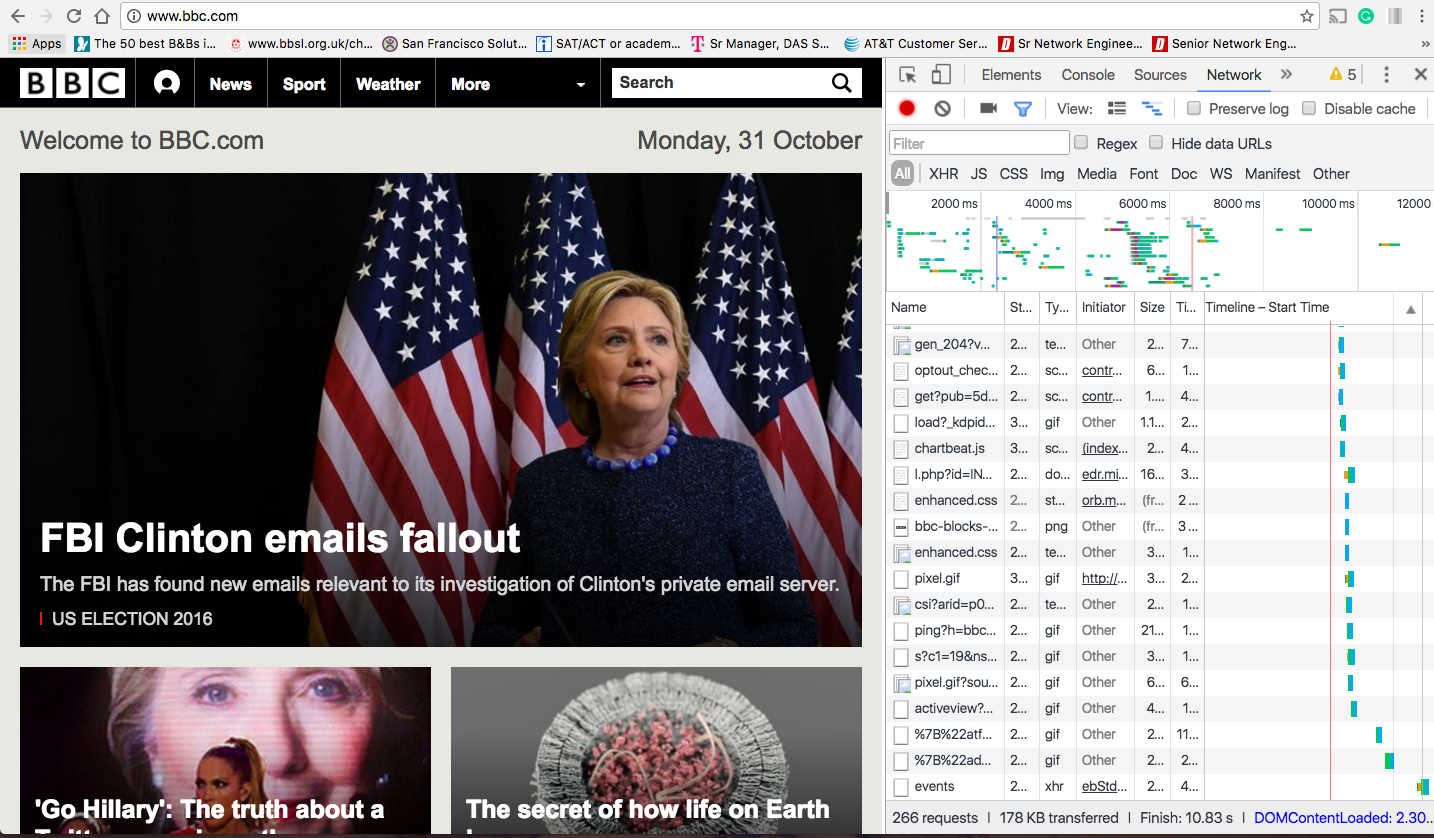 www.bbc.com
Apps The 50 best B&Bs i... www.bbsl.org.uk/ch... San Francisco Solut... SAT/ACT or academ... Sr Manager, DAS S... AT&T Customer Ser... Sr Network Enginee... Senior Network Eng... »
BBC News Sport Weather More Search
Welcome to BBC.com Monday, 31 October
FBI Clinton emails fallout
The FBI has found new emails relevant to its investigation of Clinton's private email server.
US ELECTION 2016
'Go Hillary': The truth about a
The secret of how life on Earth
Elements Console Sources Network » 5
View: Preserve log Disable cache
Filter Regex Hide data URLs
All XHR JS CSS Img Media Font Doc WS Manifest Other
2000 ms 4000 ms 6000 ms 8000 ms 10000 ms 12000
Name St... Ty... Initiator Size Ti... Timeline – Start Time
gen_204?v... 2... te... Other 2... 7...
optout_chec... 2... sc... contr... 6... 1...
get?pub=5d... 2... sc... contr... 1.... 4...
load?_kdpid... 3... gif Other 1.1... 2...
chartbeat.js 3... sc... (index... 2... 4...
l.php?id=lN... 2... do... edr.mi... 16... 3...
enhanced.css 2... st... orb.m... (fr... 2 ...
bbc-blocks-... 2... png Other (fr... 3 ...
enhanced.css 2... te... Other 3... 1...
pixel.gif 3... gif http://... 3... 2...
csi?arid=p0... 2... te... Other 2... 1...
ping?h=bbc... 2... gif Other 21... 1...
s?c1=19&ns... 2... gif Other 3... 1...
pixel.gif?sou... 2... gif Other 6... 6...
activeview?... 2... gif Other 4... 1...
%7B%22atf... 2... gif Other 2... 11...
%7B%22ad... 2... gif Other 2... 2...
events 2... xhr ebStd... 2... 4...
266 requests | 178 KB transferred | Finish: 10.83 s | DOMContentLoaded: 2.30...